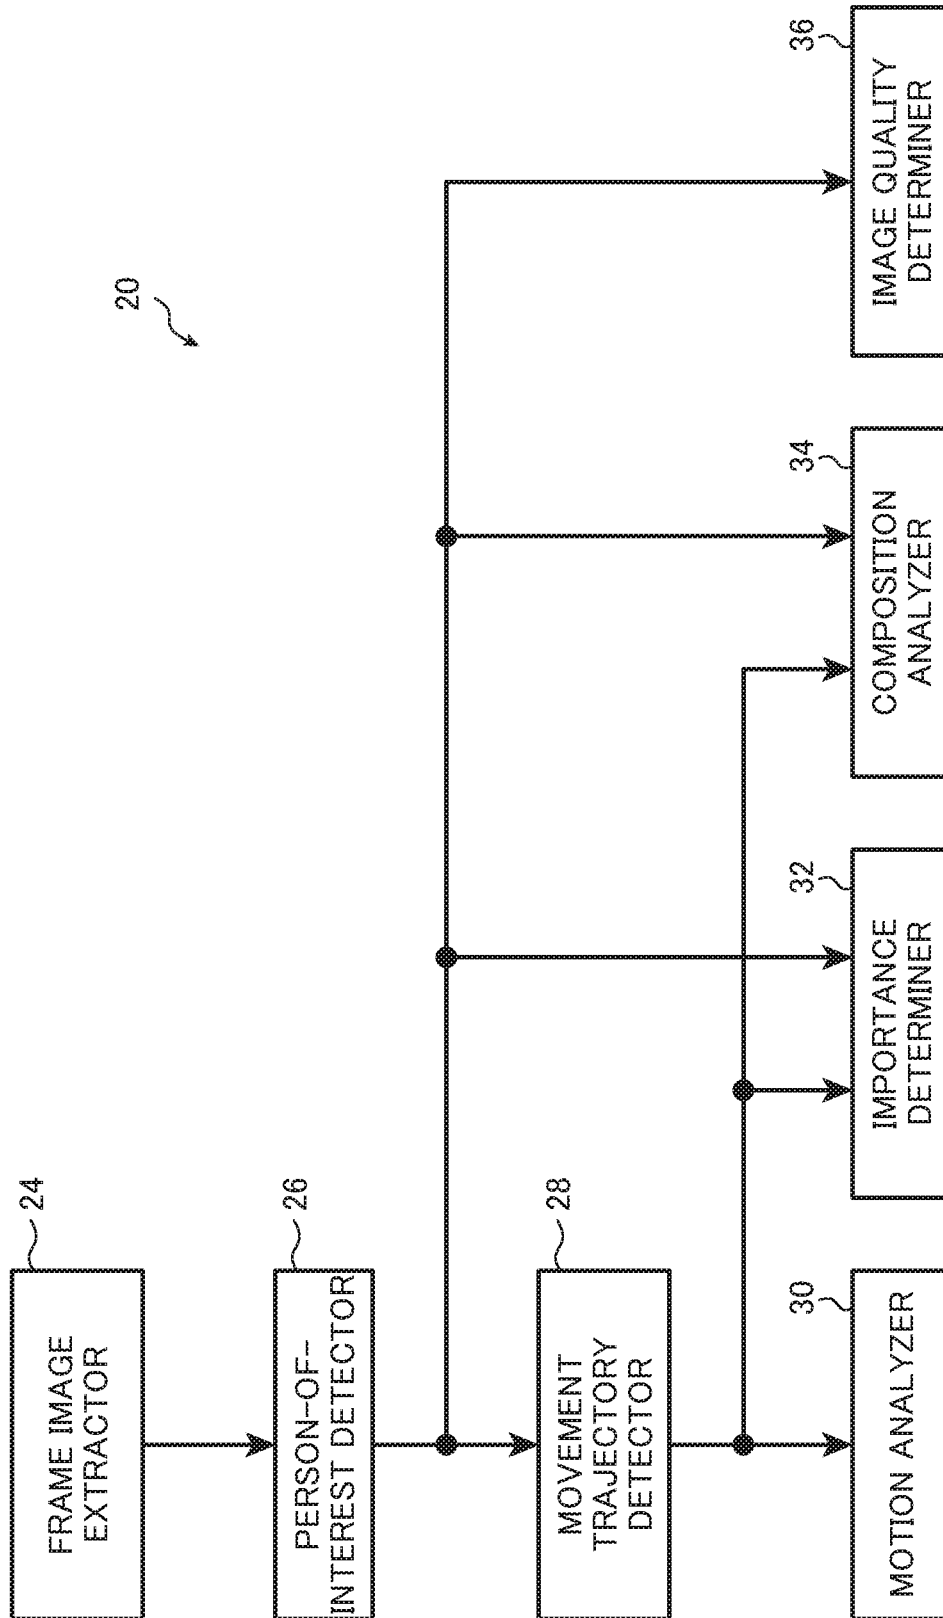 20
24
FRAME IMAGE
EXTRACTOR
26
PERSON-OF-
INTEREST DETECTOR
28
MOVEMENT
TRAJECTORY
DETECTOR
30
MOTION ANALYZER
32
IMPORTANCE
DETERMINER
34
COMPOSITION
ANALYZER
36
IMAGE QUALITY
DETERMINER